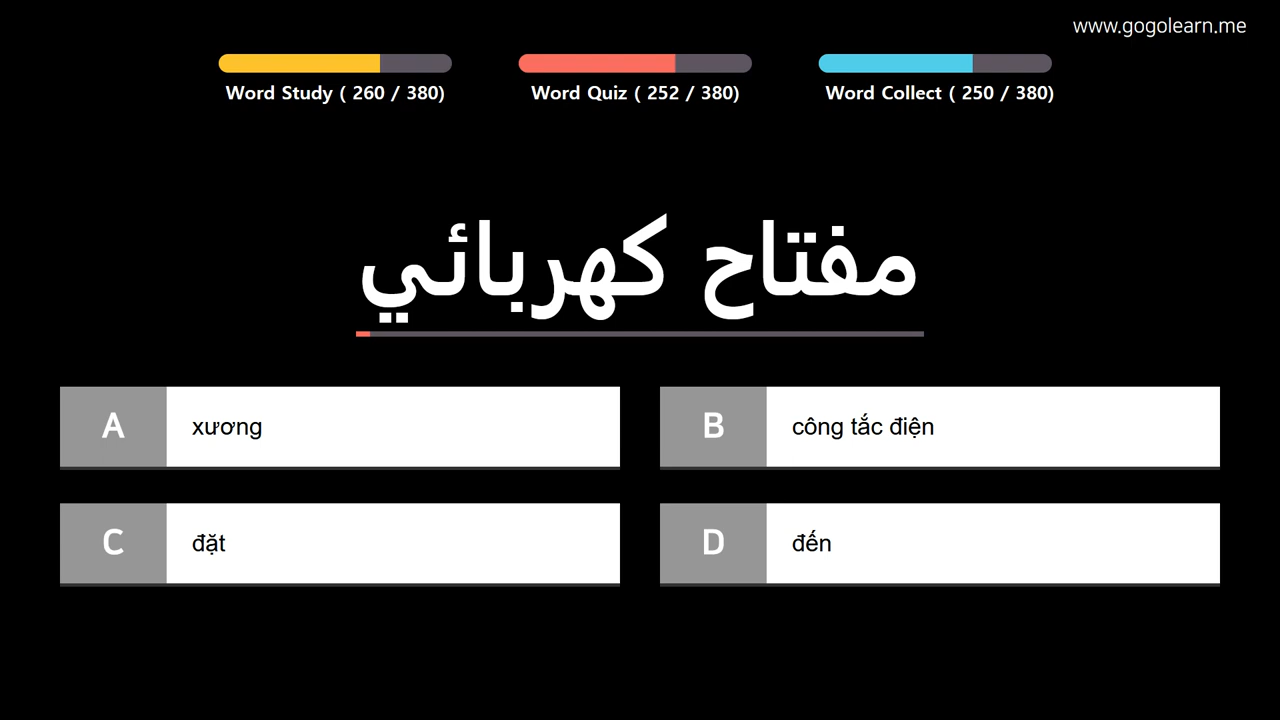 www.gogolearn.me
Word Study ( 260 / 380)
Word Quiz ( 252 / 380)
Word Collect ( 250 / 380)
مفتاح كهربائي
A xương
B công tắc điện
C đặt
D đến